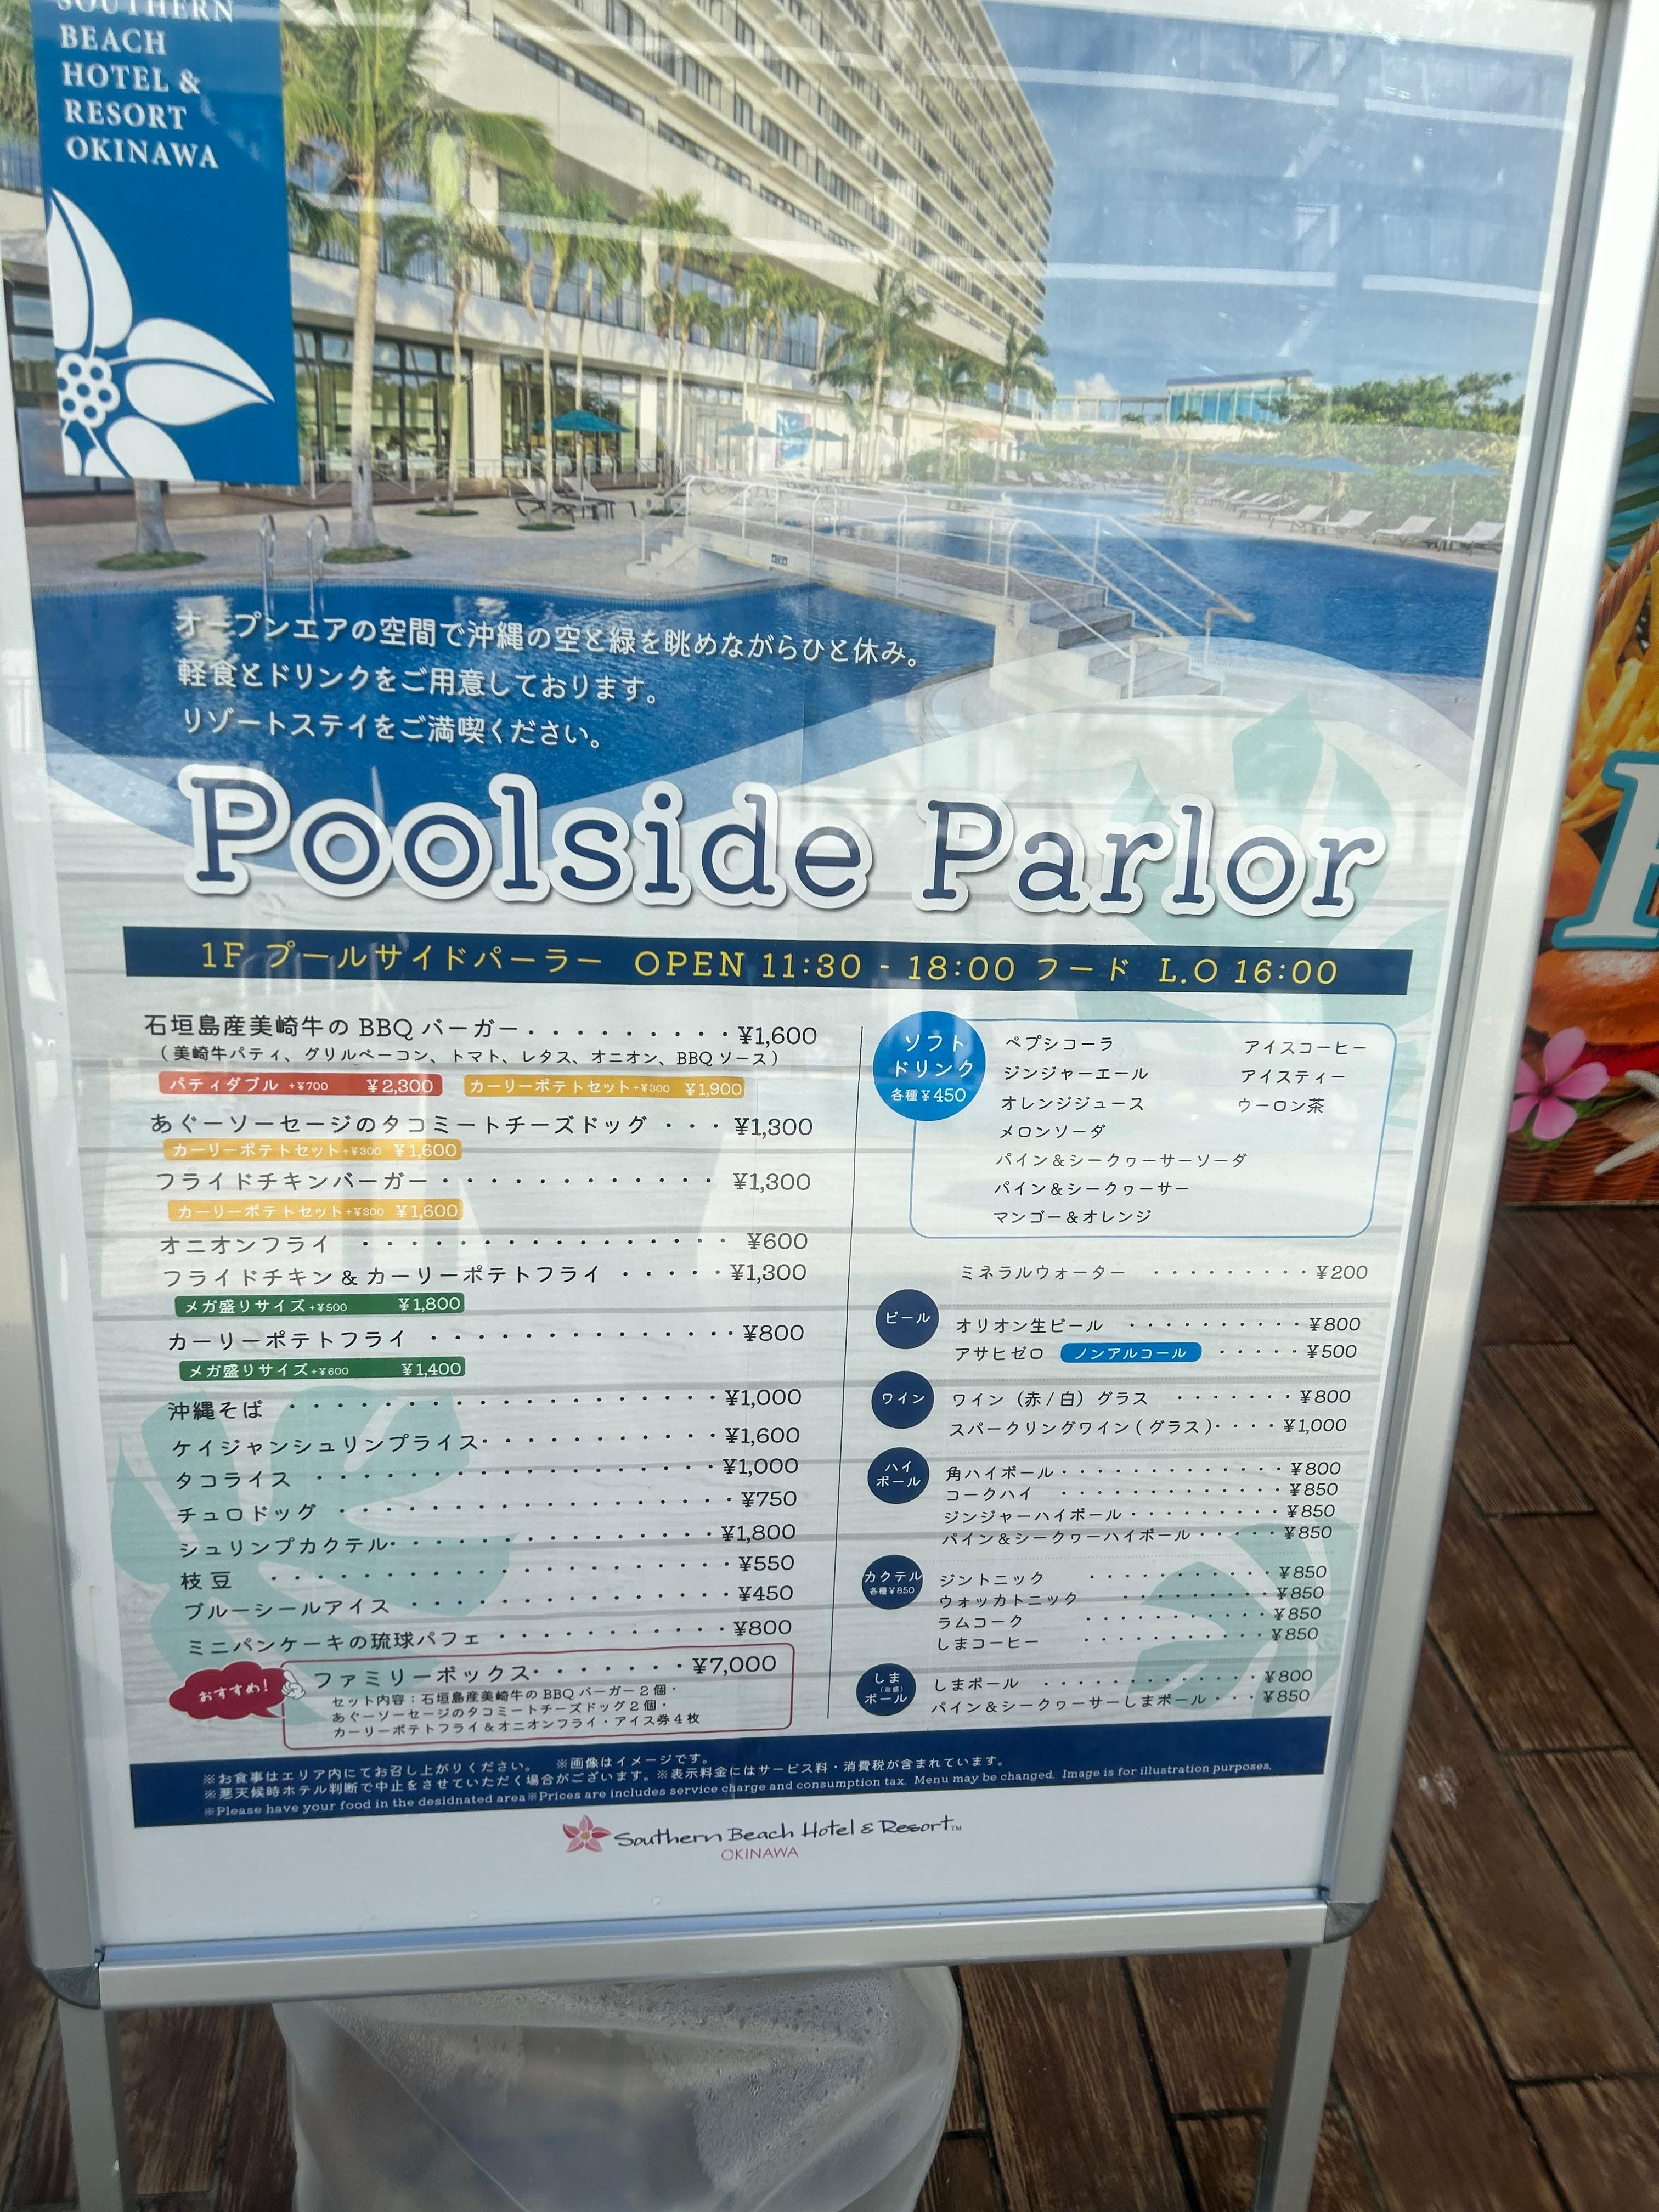 SOUTHERN
BEACH
HOTEL &
RESORT
OKINAWA
オープンエアの空間で沖縄の空と緑を眺めながらひと休み。
軽食とドリンクをご用意しております。
リゾートステイをご満喫ください。
Poolside Parlor
1F プールサイドパーラー OPEN 11:30 - 18:00 フード L.O 16:00
石垣島産美崎牛の BBQ バーガー・・・・・・・・・¥1,600
(美崎牛パティ、グリルベーコン、トマト、レタス、オニオン、BBQ ソース)
パティダブル +¥700 ¥2,300 カーリーポテトセット+¥300 ¥1,900
あぐーソーセージのタコミートチーズドッグ ・・・ ¥1,300
カーリーポテトセット+¥300 ¥1,600
フライドチキンバーガー・・・・・・・・・・・・ ¥1,300
カーリーポテトセット+¥300 ¥1,600
オニオンフライ ・・・・・・・・・・・・・・・ ¥600
フライドチキン & カーリーポテトフライ ・・・・・¥1,300
メガ盛りサイズ+¥500 ¥1,800
カーリーポテトフライ ・・・・・・・・・・・・・¥800
メガ盛りサイズ+¥600 ¥1,400
沖縄そば ・・・・・・・・・・・・・・・・・・¥1,000
ケイジャンシュリンプライス・・・・・・・・・・¥1,600
タコライス ・・・・・・・・・・・・・・・・・¥1,000
チュロドッグ ・・・・・・・・・・・・・・・・・¥750
シュリンプカクテル・・・・・・・・・・・・・・¥1,800
枝豆 ・・・・・・・・・・・・・・・・・・・・¥550
ブルーシールアイス ・・・・・・・・・・・・・・¥450
ミニパンケーキの琉球パフェ ・・・・・・・・・・¥800
おすすめ!
ファミリーボックス・・・・・・・¥7,000
セット内容：石垣島産美崎牛の BBQ バーガー 2 個・
あぐーソーセージのタコミートチーズドッグ 2 個・
カーリーポテトフライ & オニオンフライ・アイス券 4 枚
ソフト
ドリンク
各種 ¥450
ペプシコーラ
ジンジャーエール
オレンジジュース
メロンソーダ
パイン&シークヮーサーソーダ
パイン&シークヮーサー
マンゴー&オレンジ
アイスコーヒー
アイスティー
ウーロン茶
ミネラルウォーター ・・・・・・・・・¥200
ビール
オリオン生ビール ・・・・・・・・・・¥800
アサヒゼロ ノンアルコール ・・・・・¥500
ワイン
ワイン (赤/白) グラス ・・・・・・・¥800
スパークリングワイン(グラス)・・・・¥1,000
ハイ
ボール
角ハイボール・・・・・・・・・・・・・¥800
コークハイ ・・・・・・・・・・・・・¥850
ジンジャーハイボール・・・・・・・・・¥850
パイン&シークヮーハイボール・・・・・¥850
カクテル
各種 ¥850
ジントニック ・・・・・・・・・・・¥850
ウォッカトニック ・・・・・・・・・¥850
ラムコーク ・・・・・・・・・・・¥850
しまコーヒー ・・・・・・・・・・・¥850
しま
ボール
しまボール ・・・・・・・・・・・・¥800
パイン&シークヮーサーしまボール・・・¥850
※お食事はエリア内にてお召し上がりください。 ※画像はイメージです。
※悪天候時ホテル判断で中止をさせていただく場合がございます。※表示料金にはサービス料・消費税が含まれています。
※Please have your food in the desidnated area※Prices are includes service charge and consumption tax. Menu may be changed. Image is for illustration purposes.
Southern Beach Hotel & Resort TM
OKINAWA